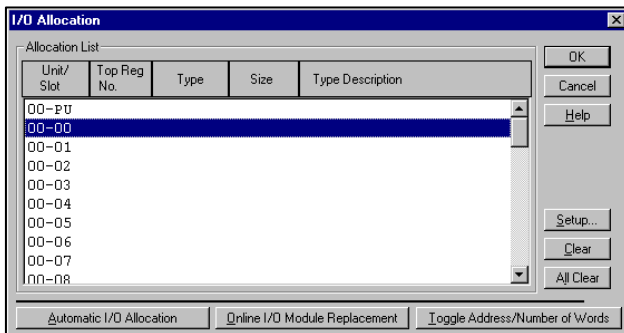 I/O Allocation
Allocation List
Unit/ Slot
Top Reg No.
Type
Size
Type Description
00-PU
00-00
00-01
00-02
00-03
00-04
00-05
00-06
00-07
00-08
OK
Cancel
Help
Setup...
Clear
All Clear
Automatic I/O Allocation
Online I/O Module Replacement
Toggle Address/Number of Words